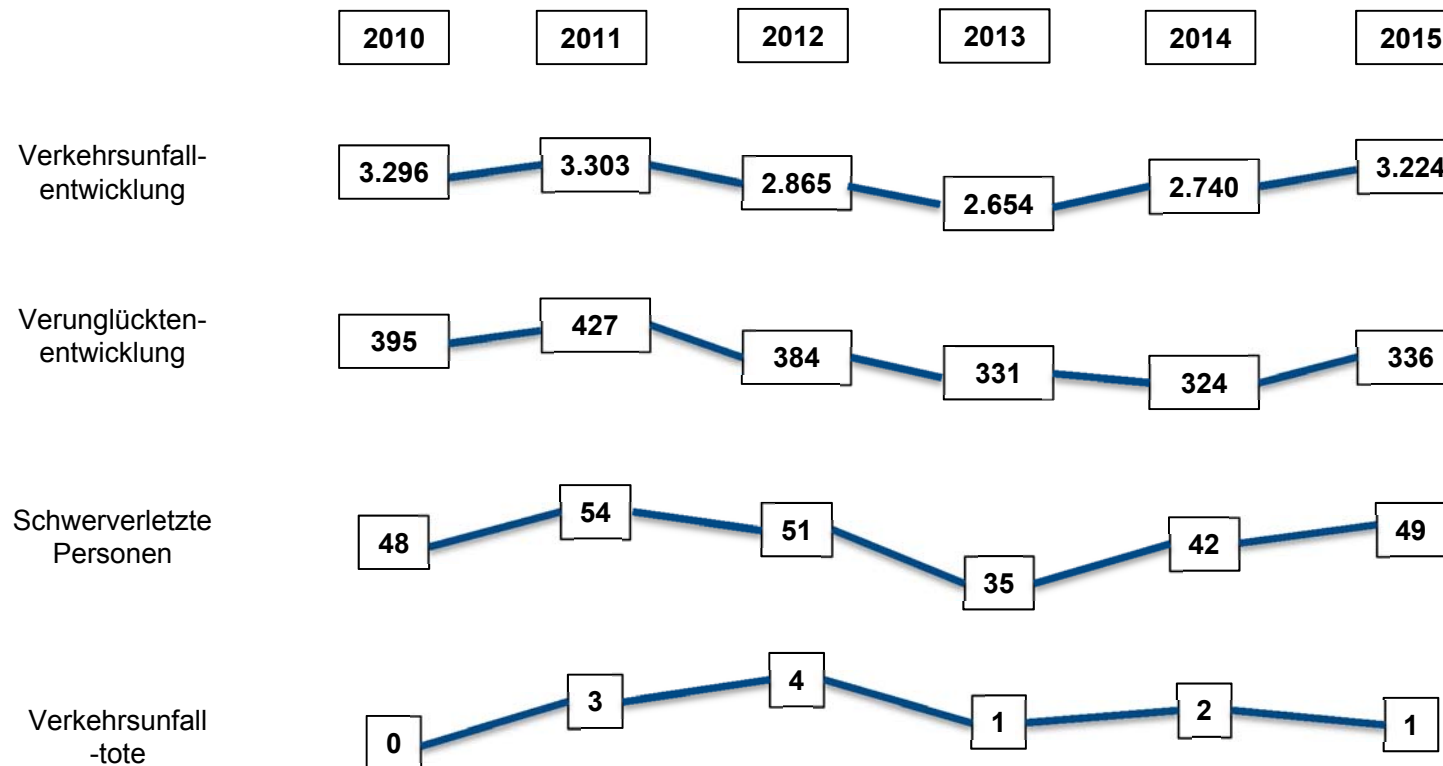 2010 2011 2012 2013 2014 2015
Verkehrsunfall-
entwicklung
3.296 3.303 2.865 2.654 2.740 3.224
Verunglückten-
entwicklung
395 427 384 331 324 336
Schwerverletzte
Personen
48 54 51 35 42 49
Verkehrsunfall
-tote
0 3 4 1 2 1